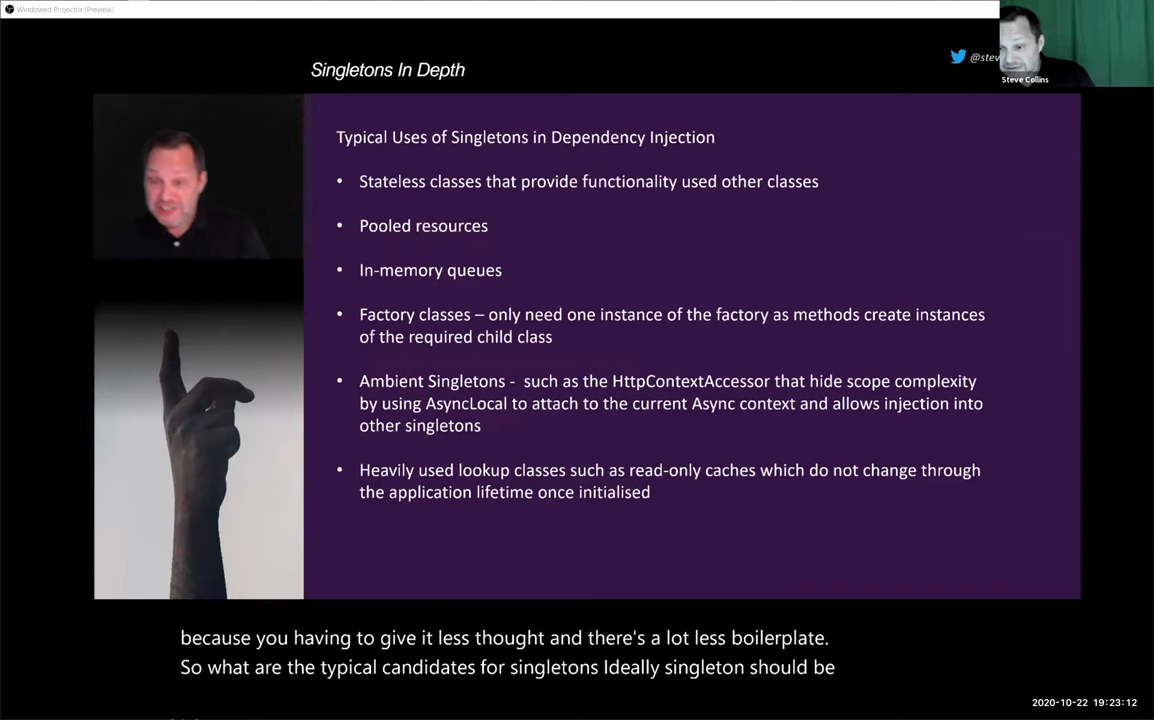 Windowed Projector (Preview)
Singletons In Depth
@stev
Steve Collins
Typical Uses of Singletons in Dependency Injection
• Stateless classes that provide functionality used other classes
• Pooled resources
• In-memory queues
• Factory classes – only need one instance of the factory as methods create instances
of the required child class
• Ambient Singletons - such as the HttpContextAccessor that hide scope complexity
by using AsyncLocal to attach to the current Async context and allows injection into
other singletons
• Heavily used lookup classes such as read-only caches which do not change through
the application lifetime once initialised
because you having to give it less thought and there's a lot less boilerplate.
So what are the typical candidates for singletons Ideally singleton should be
2020-10-22 19:23:12